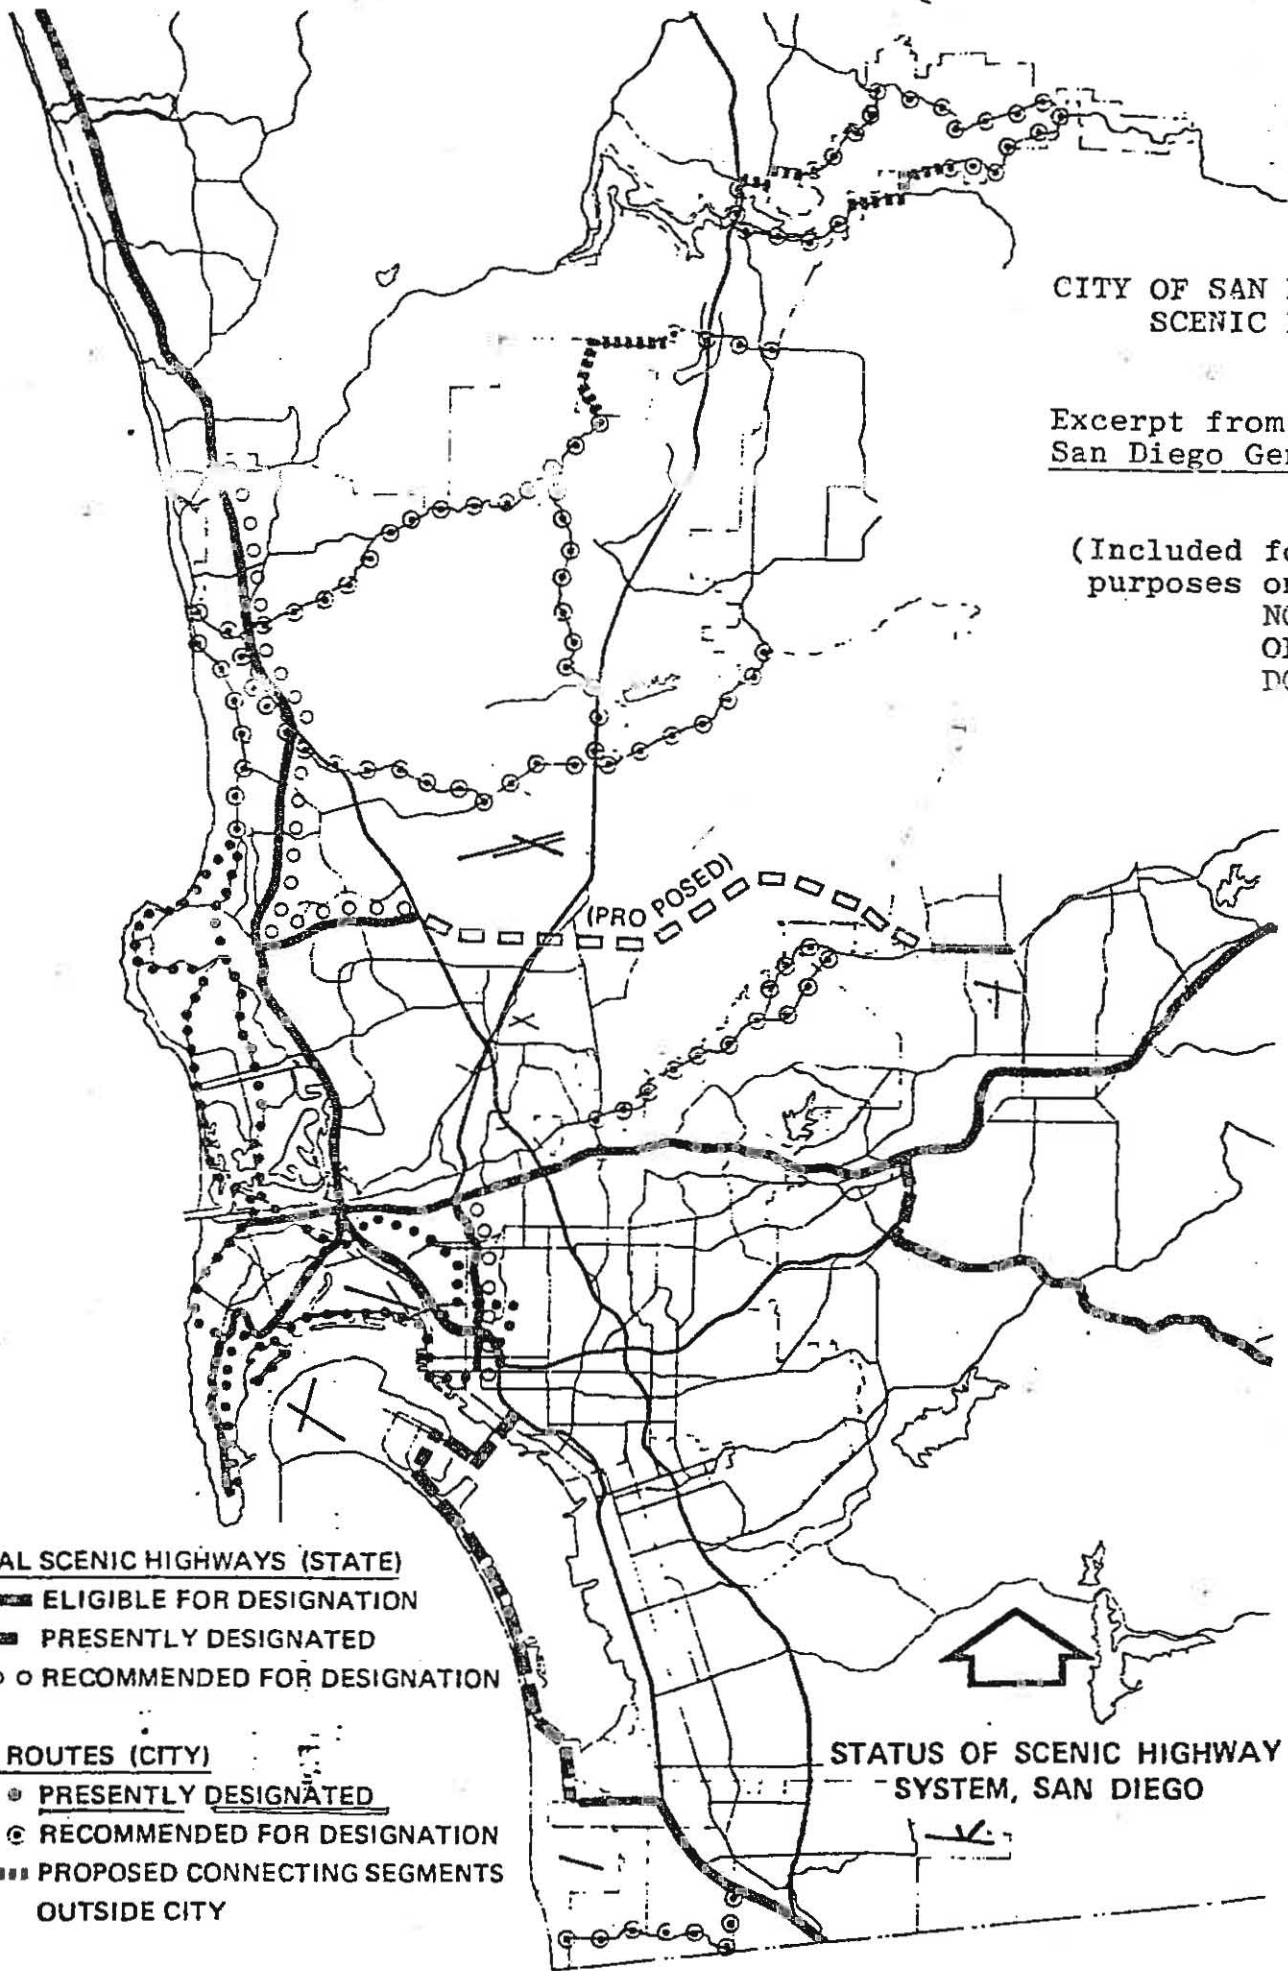 CITY OF SAN
SCENIC
Excerpt from
San Diego Ge
(Included f
purposes o
NO
(PROPOSED)
AL SCENIC HIGHWAYS (STATE)
ELIGIBLE FOR DESIGNATION
PRESENTLY DESIGNATED
RECOMMENDED FOR DESIGNATION
ROUTES (CITY)
PRESENTLY DESIGNATED
RECOMMENDED FOR DESIGNATION
PROPOSED CONNECTING SEGMENTS
OUTSIDE CITY
STATUS OF SCENIC HIGHWAY
SYSTEM, SAN DIEGO